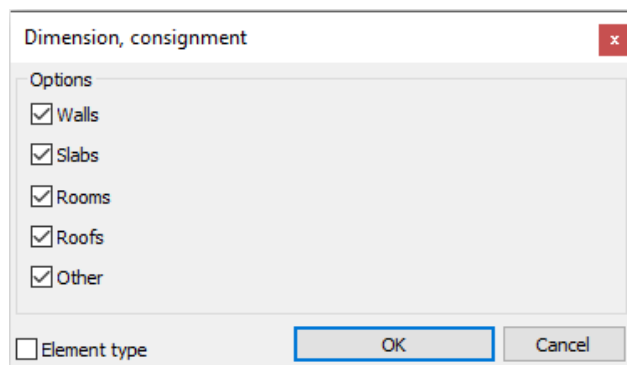 Dimension, consignment
x
Options
Walls
Slabs
Rooms
Roofs
Other
Element type OK Cancel